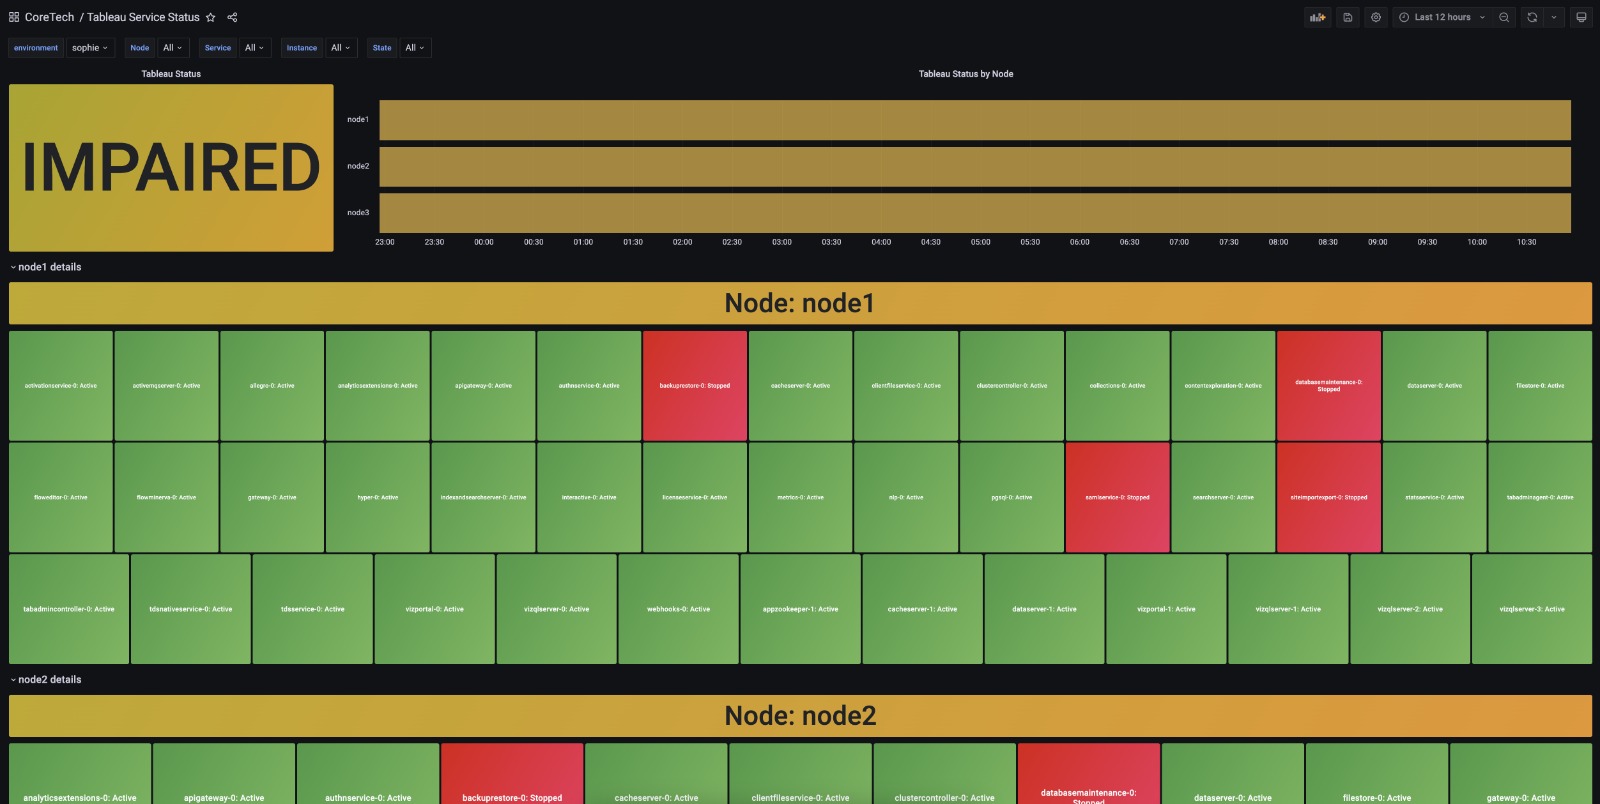 CoreTech / Tableau Service Status
Last 12 hours
environment sophie Node All Service All Instance All State All
Tableau Status
IMPAIRED
Tableau Status by Node
node1
node2
node3
23:00 23:30 00:00 00:30 01:00 01:30 02:00 02:30 03:00 03:30 04:00 04:30 05:00 05:30 06:00 06:30 07:00 07:30 08:00 08:30 09:00 09:30 10:00 10:30
node1 details
Node: node1
activationservice-0: Active activemqserver-0: Active allegro-0: Active analyticsextensions-0: Active apigateway-0: Active authnservice-0: Active backuprestore-0: Stopped cacheserver-0: Active clientfileservice-0: Active clustercontroller-0: Active collections-0: Active contentexploration-0: Active databasemaintenance-0: Stopped dataserver-0: Active filestore-0: Active
floweditor-0: Active flowminerva-0: Active gateway-0: Active hyper-0: Active indexandsearchserver-0: Active interactive-0: Active licenseservice-0: Active metrics-0: Active nlp-0: Active pgsql-0: Active samlservice-0: Stopped searchserver-0: Active siteimportexport-0: Stopped statsservice-0: Active tabadminagent-0: Active
tabadmincontroller-0: Active tdsnativeservice-0: Active tdsservice-0: Active vizportal-0: Active vizqlserver-0: Active webhooks-0: Active appzookeeper-1: Active cacheserver-1: Active dataserver-1: Active vizportal-1: Active vizqlserver-1: Active vizqlserver-2: Active vizqlserver-3: Active
node2 details
Node: node2
analyticsextensions-0: Active apigateway-0: Active authnservice-0: Active backuprestore-0: Stopped cacheserver-0: Active clientfileservice-0: Active clustercontroller-0: Active databasemaintenance-0: Stopped dataserver-0: Active filestore-0: Active gateway-0: Active